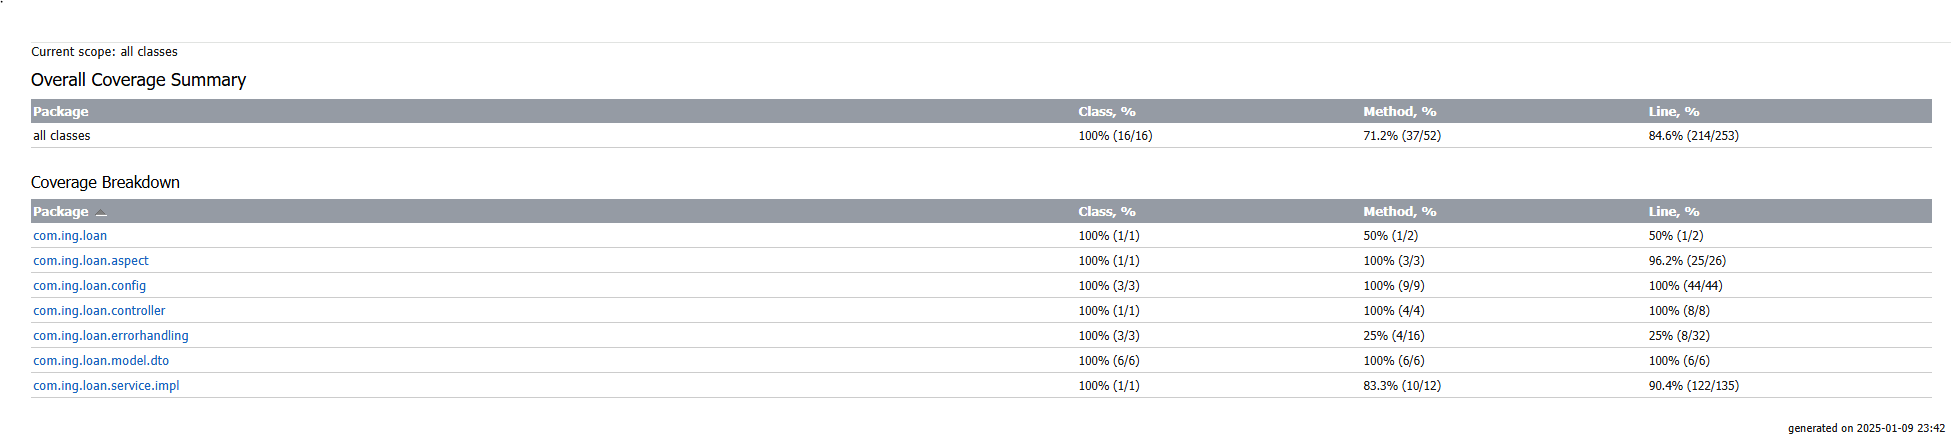 Current scope: all classes
Overall Coverage Summary
Package Class, % Method, % Line, %
all classes 100% (16/16) 71.2% (37/52) 84.6% (214/253)
Coverage Breakdown
Package Class, % Method, % Line, %
com.ing.loan 100% (1/1) 50% (1/2) 50% (1/2)
com.ing.loan.aspect 100% (1/1) 100% (3/3) 96.2% (25/26)
com.ing.loan.config 100% (3/3) 100% (9/9) 100% (44/44)
com.ing.loan.controller 100% (1/1) 100% (4/4) 100% (8/8)
com.ing.loan.errorhandling 100% (3/3) 25% (4/16) 25% (8/32)
com.ing.loan.model.dto 100% (6/6) 100% (6/6) 100% (6/6)
com.ing.loan.service.impl 100% (1/1) 83.3% (10/12) 90.4% (122/135)
generated on 2025-01-09 23:42